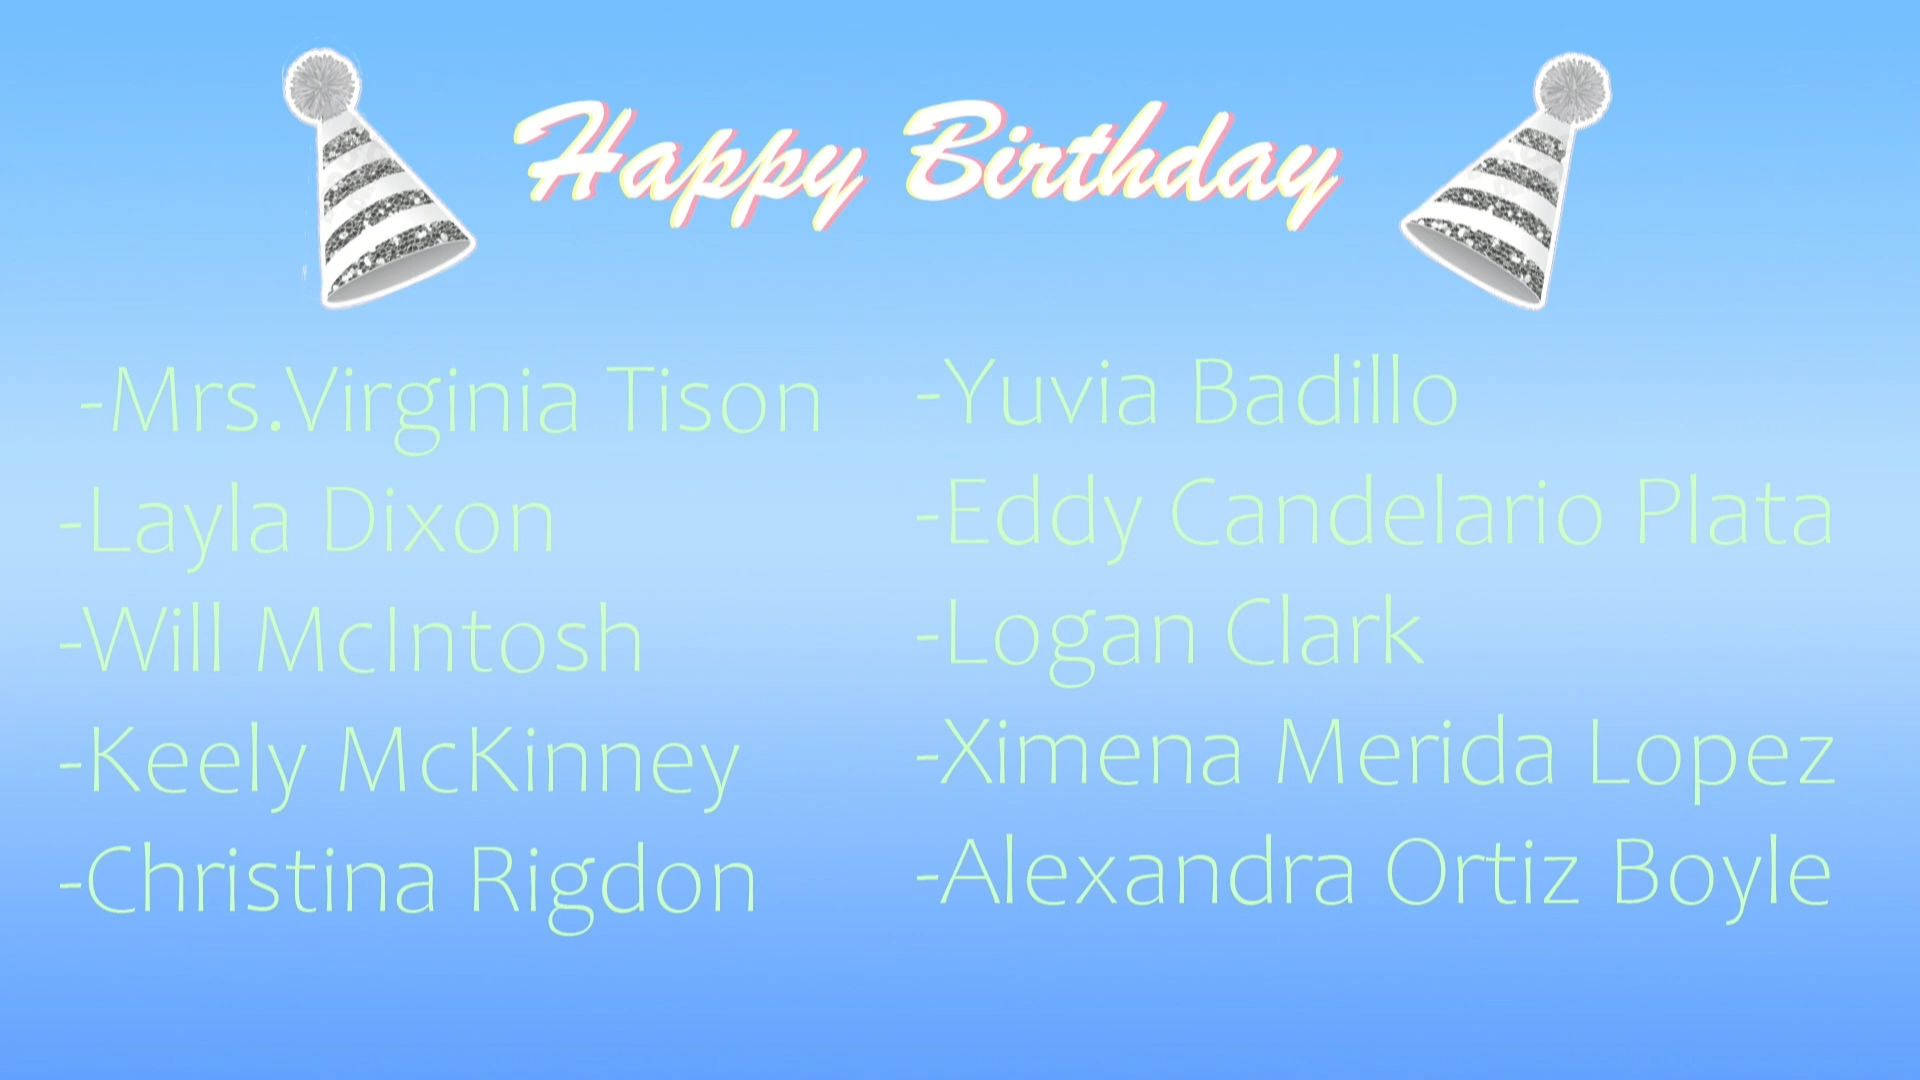 Happy Birthday
-Mrs.Virginia Tison
-Layla Dixon
-Will McIntosh
-Keely McKinney
-Christina Rigdon
-Yuvia Badillo
-Eddy Candelario Plata
-Logan Clark
-Ximena Merida Lopez
-Alexandra Ortiz Boyle